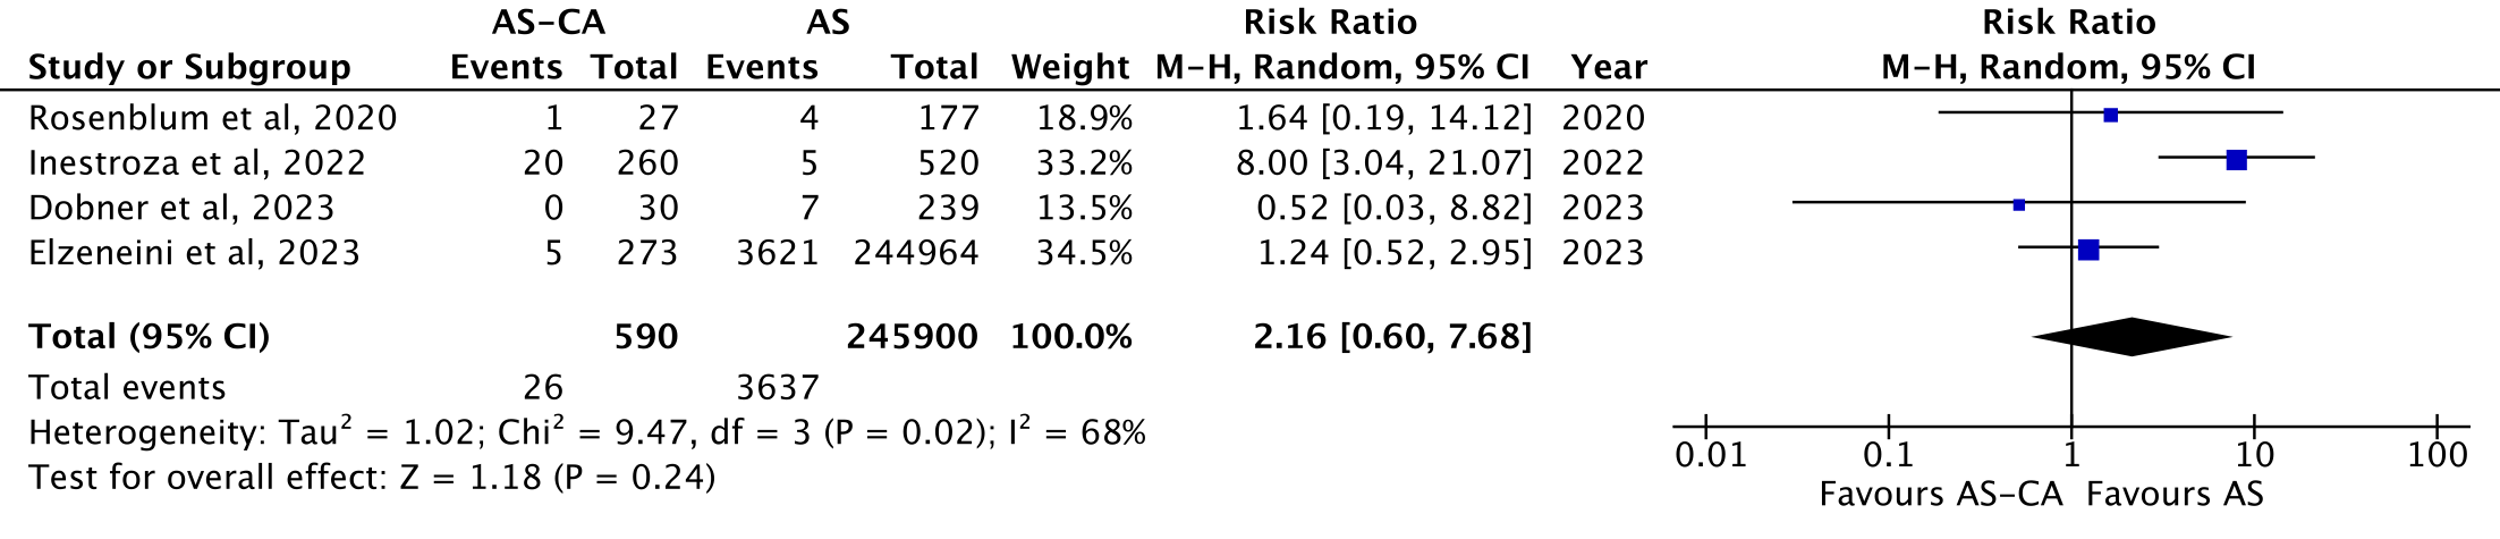 AS−CA AS Risk Ratio Risk Ratio
Study or Subgroup Events Total Events Total Weight M−H, Random, 95% CI Year M−H, Random, 95% CI
Rosenblum et al, 2020 1 27 4 177 18.9% 1.64 [0.19, 14.12] 2020
Inestroza et al, 2022 20 260 5 520 33.2% 8.00 [3.04, 21.07] 2022
Dobner et al, 2023 0 30 7 239 13.5% 0.52 [0.03, 8.82] 2023
Elzeneini et al, 2023 5 273 3621 244964 34.5% 1.24 [0.52, 2.95] 2023
Total (95% CI) 590 245900 100.0% 2.16 [0.60, 7.68]
Total events 26 3637
Heterogeneity: Tau² = 1.02; Chi² = 9.47, df = 3 (P = 0.02); I² = 68%
Test for overall effect: Z = 1.18 (P = 0.24)
0.01 0.1 1 10 100
Favours AS−CA Favours AS